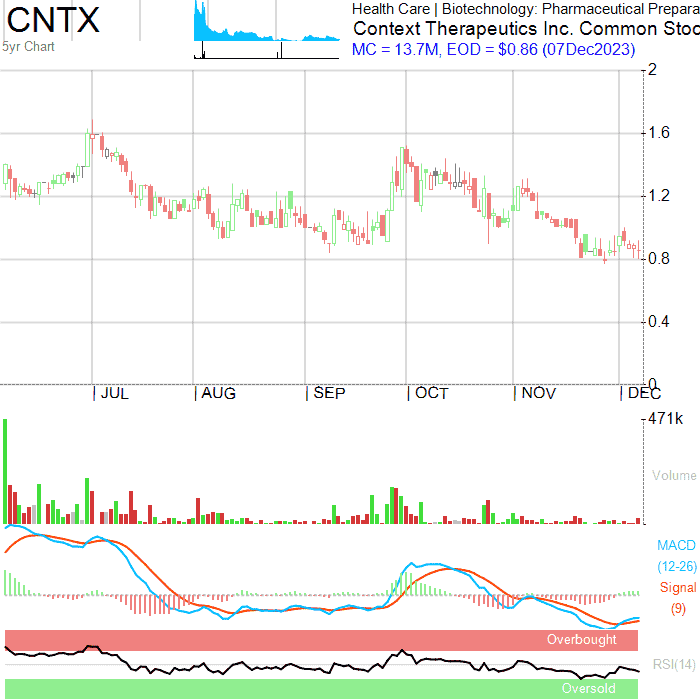 CNTX
5yr Chart
Health Care | Biotechnology: Pharmaceutical Prepara
Context Therapeutics Inc. Common Stoc
MC = 13.7M, EOD = $0.86 (07Dec2023)
2
1.6
1.2
0.8
0.4
0
JUL AUG SEP OCT NOV DEC
471k
Volume
MACD
(12-26)
Signal
(9)
Overbought
RSI(14)
Oversold